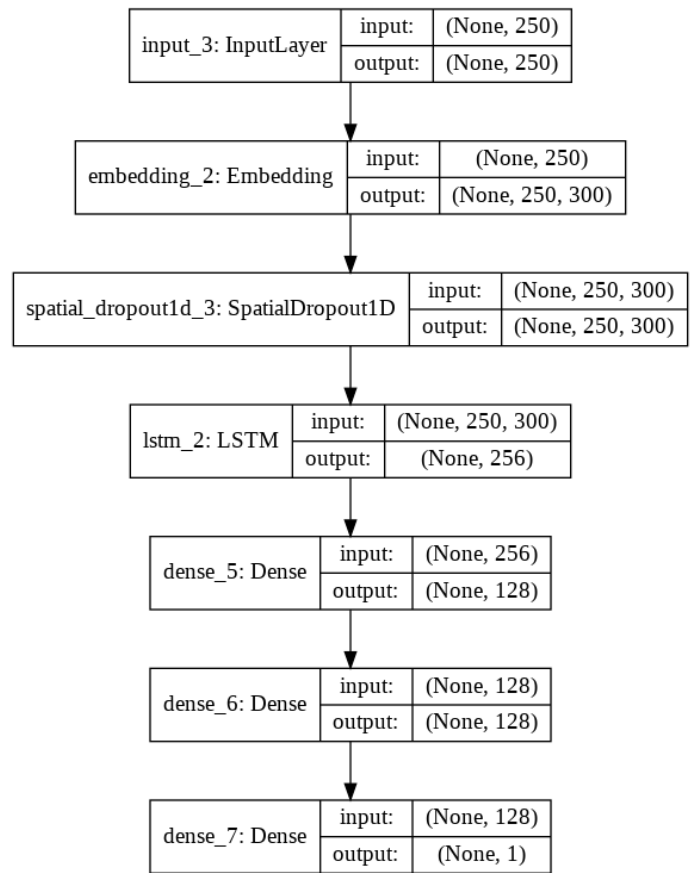 input_3: InputLayer
input: (None, 250)
output: (None, 250)
embedding_2: Embedding
input: (None, 250)
output: (None, 250, 300)
spatial_dropout1d_3: SpatialDropout1D
input: (None, 250, 300)
output: (None, 250, 300)
lstm_2: LSTM
input: (None, 250, 300)
output: (None, 256)
dense_5: Dense
input: (None, 256)
output: (None, 128)
dense_6: Dense
input: (None, 128)
output: (None, 128)
dense_7: Dense
input: (None, 128)
output: (None, 1)